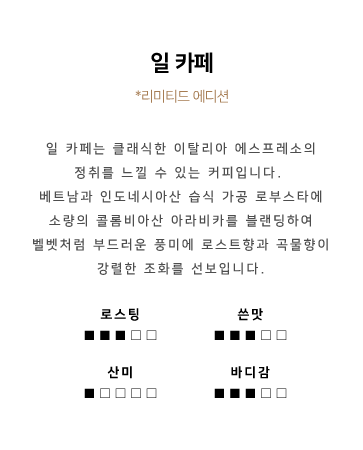 일 카페
*리미티드 에디션
일 카페는 클래식한 이탈리아 에스프레소의
정취를 느낄 수 있는 커피입니다.
베트남과 인도네시아산 습식 가공 로부스타에
소량의 콜롬비아산 아라비카를 블랜딩하여
벨벳처럼 부드러운 풍미에 로스트향과 곡물향이
강렬한 조화를 선보입니다.
로스팅 쓴맛
■■■□□ ■■■□□
산미 바디감
■□□□□ ■■■□□